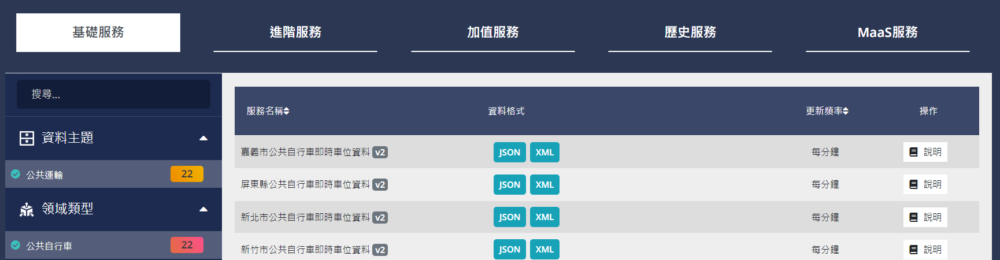 基礎服務 進階服務 加值服務 歷史服務 MaaS服務
搜尋...
資料主題
公共運輸 22
領域類型
公共自行車 22
服務名稱 資料格式 更新頻率 操作
嘉義市公共自行車即時車位資料 v2 JSON XML 每分鐘 說明
屏東縣公共自行車即時車位資料 v2 JSON XML 每分鐘 說明
新北市公共自行車即時車位資料 v2 JSON XML 每分鐘 說明
新竹市公共自行車即時車位資料 v2 JSON XML 每分鐘 說明